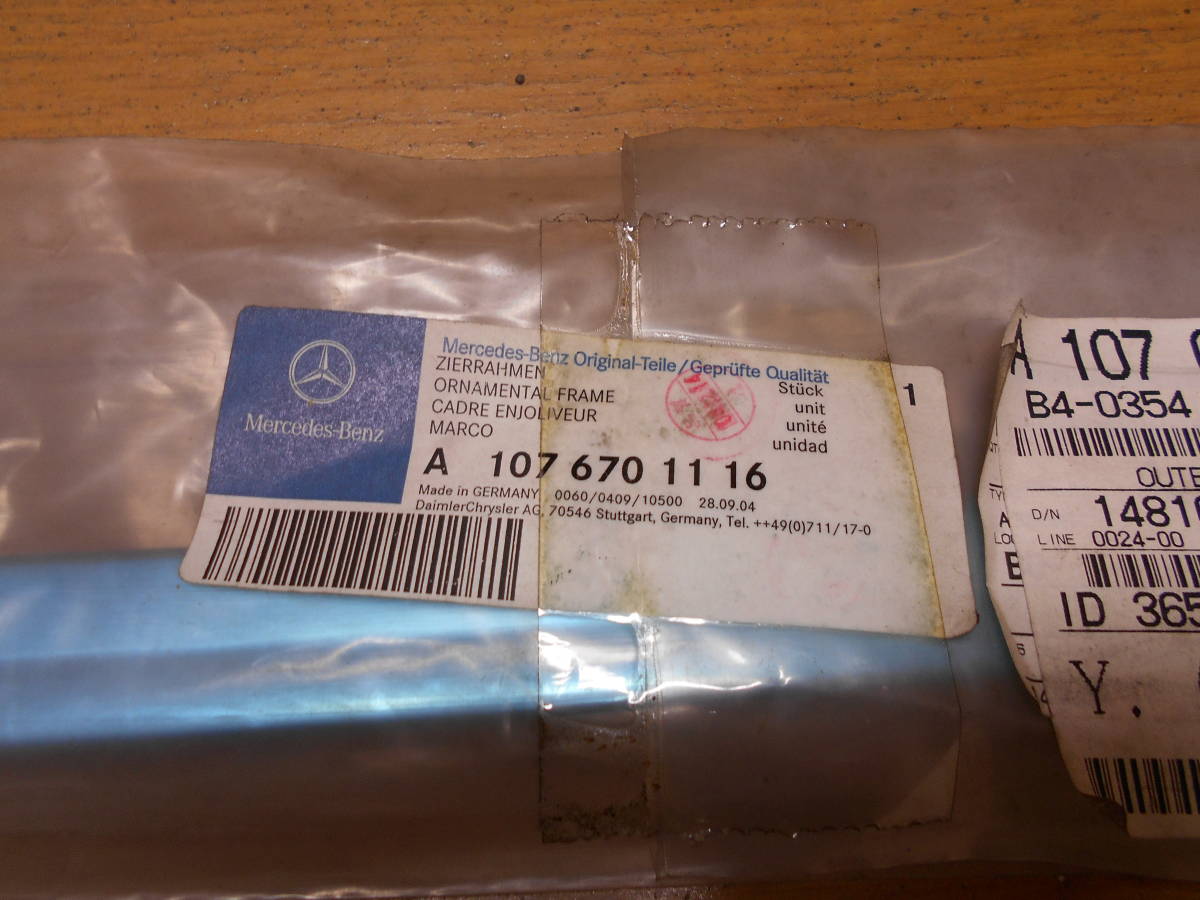 Mercedes-Benz
Mercedes-Benz Original-Teile/Geprüfte Qualität
ZIERRAHMEN
ORNAMENTAL FRAME
CADRE ENJOLIVEUR
MARCO
Stück
unit
unité
unidad
1
A 107 670 11 16
Made in GERMANY 0060/0409/10500 28.09.04
DaimlerChrysler AG, 70546 Stuttgart, Germany, Tel. ++49(0)711/17-0
A 107
B4-0354
OUTE
D/N 1481
LINE 0024-00
ID 365
Y.